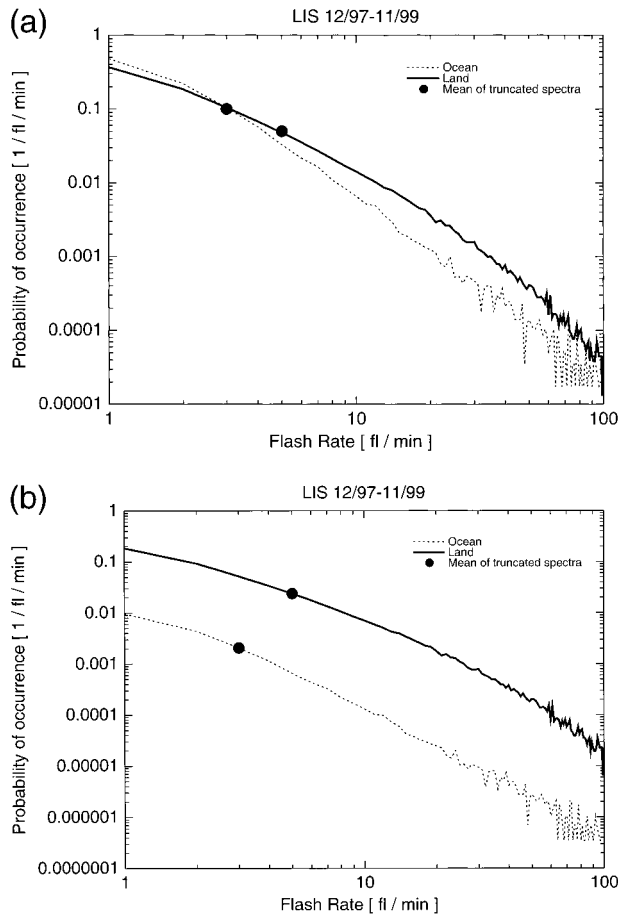 (a)
LIS 12/97-11/99
1
0.1
0.01
0.001
0.0001
0.00001
Probability of occurrence [ 1 / fl / min ]
Ocean
Land
Mean of truncated spectra
1
10
100
Flash Rate [ fl / min ]
(b)
LIS 12/97-11/99
1
0.1
0.01
0.001
0.0001
0.00001
0.000001
0.0000001
Probability of occurrence [ 1 / fl / min ]
Ocean
Land
Mean of truncated spectra
1
10
100
Flash Rate [ fl / min ]